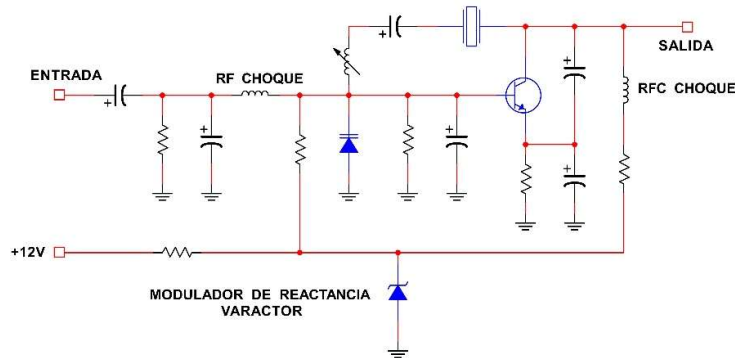 SALIDA
ENTRADA
RF CHOQUE
RFC CHOQUE
+12V
MODULADOR DE REACTANCIA
VARACTOR